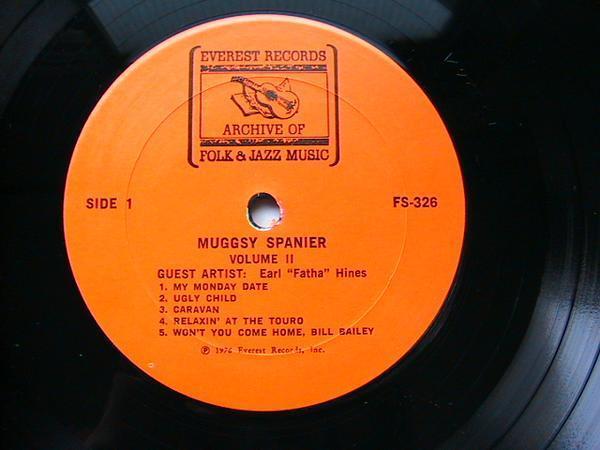 EVEREST RECORDS
ARCHIVE OF
FOLK & JAZZ MUSIC
SIDE 1
FS-326
MUGGSY SPANIER
VOLUME II
GUEST ARTIST: Earl "Fatha" Hines
1. MY MONDAY DATE
2. UGLY CHILD
3. CARAVAN
4. RELAXIN' AT THE TOURO
5. WON'T YOU COME HOME, BILL BAILEY
℗ 1976 Everest Records, Inc.